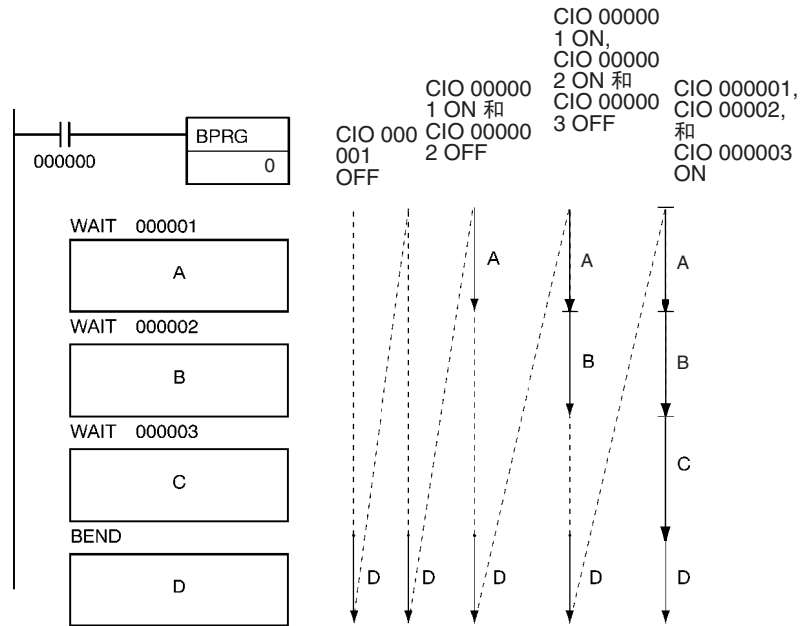 CIO 00000
1 ON,
CIO 00000
2 ON 和
CIO 00000
3 OFF
CIO 00000
1 ON 和
CIO 00000
2 OFF
CIO 000001,
CIO 00002,
和
CIO 000003
ON
CIO 000
001
OFF
BPRG
0
000000
WAIT 000001
A
WAIT 000002
B
WAIT 000003
C
BEND
D
A
A
A
B
B
C
D
D
D
D
D